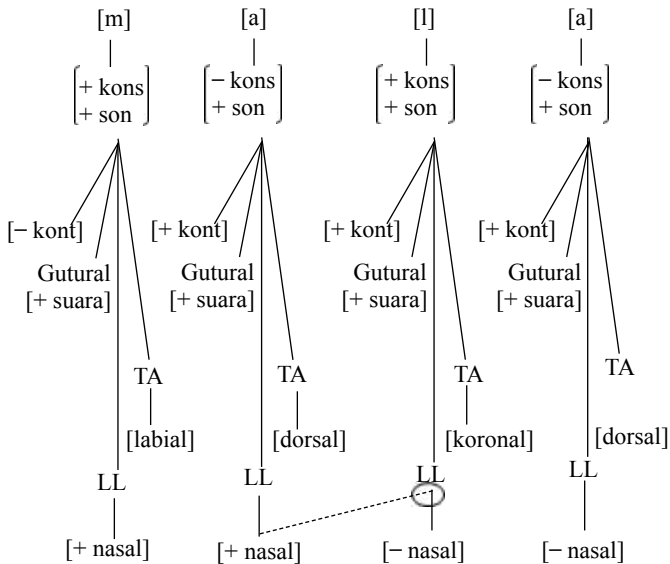 [m] [a] [l] [a]
+ kons − kons + kons − kons
+ son + son + son + son
[− kont] [+ kont] [+ kont] [+ kont]
Gutural Gutural Gutural Gutural
[+ suara] [+ suara] [+ suara] [+ suara]
TA TA TA TA
[labial] [dorsal] [koronal] [dorsal]
LL LL LL LL
[+ nasal] [+ nasal] [− nasal] [− nasal]